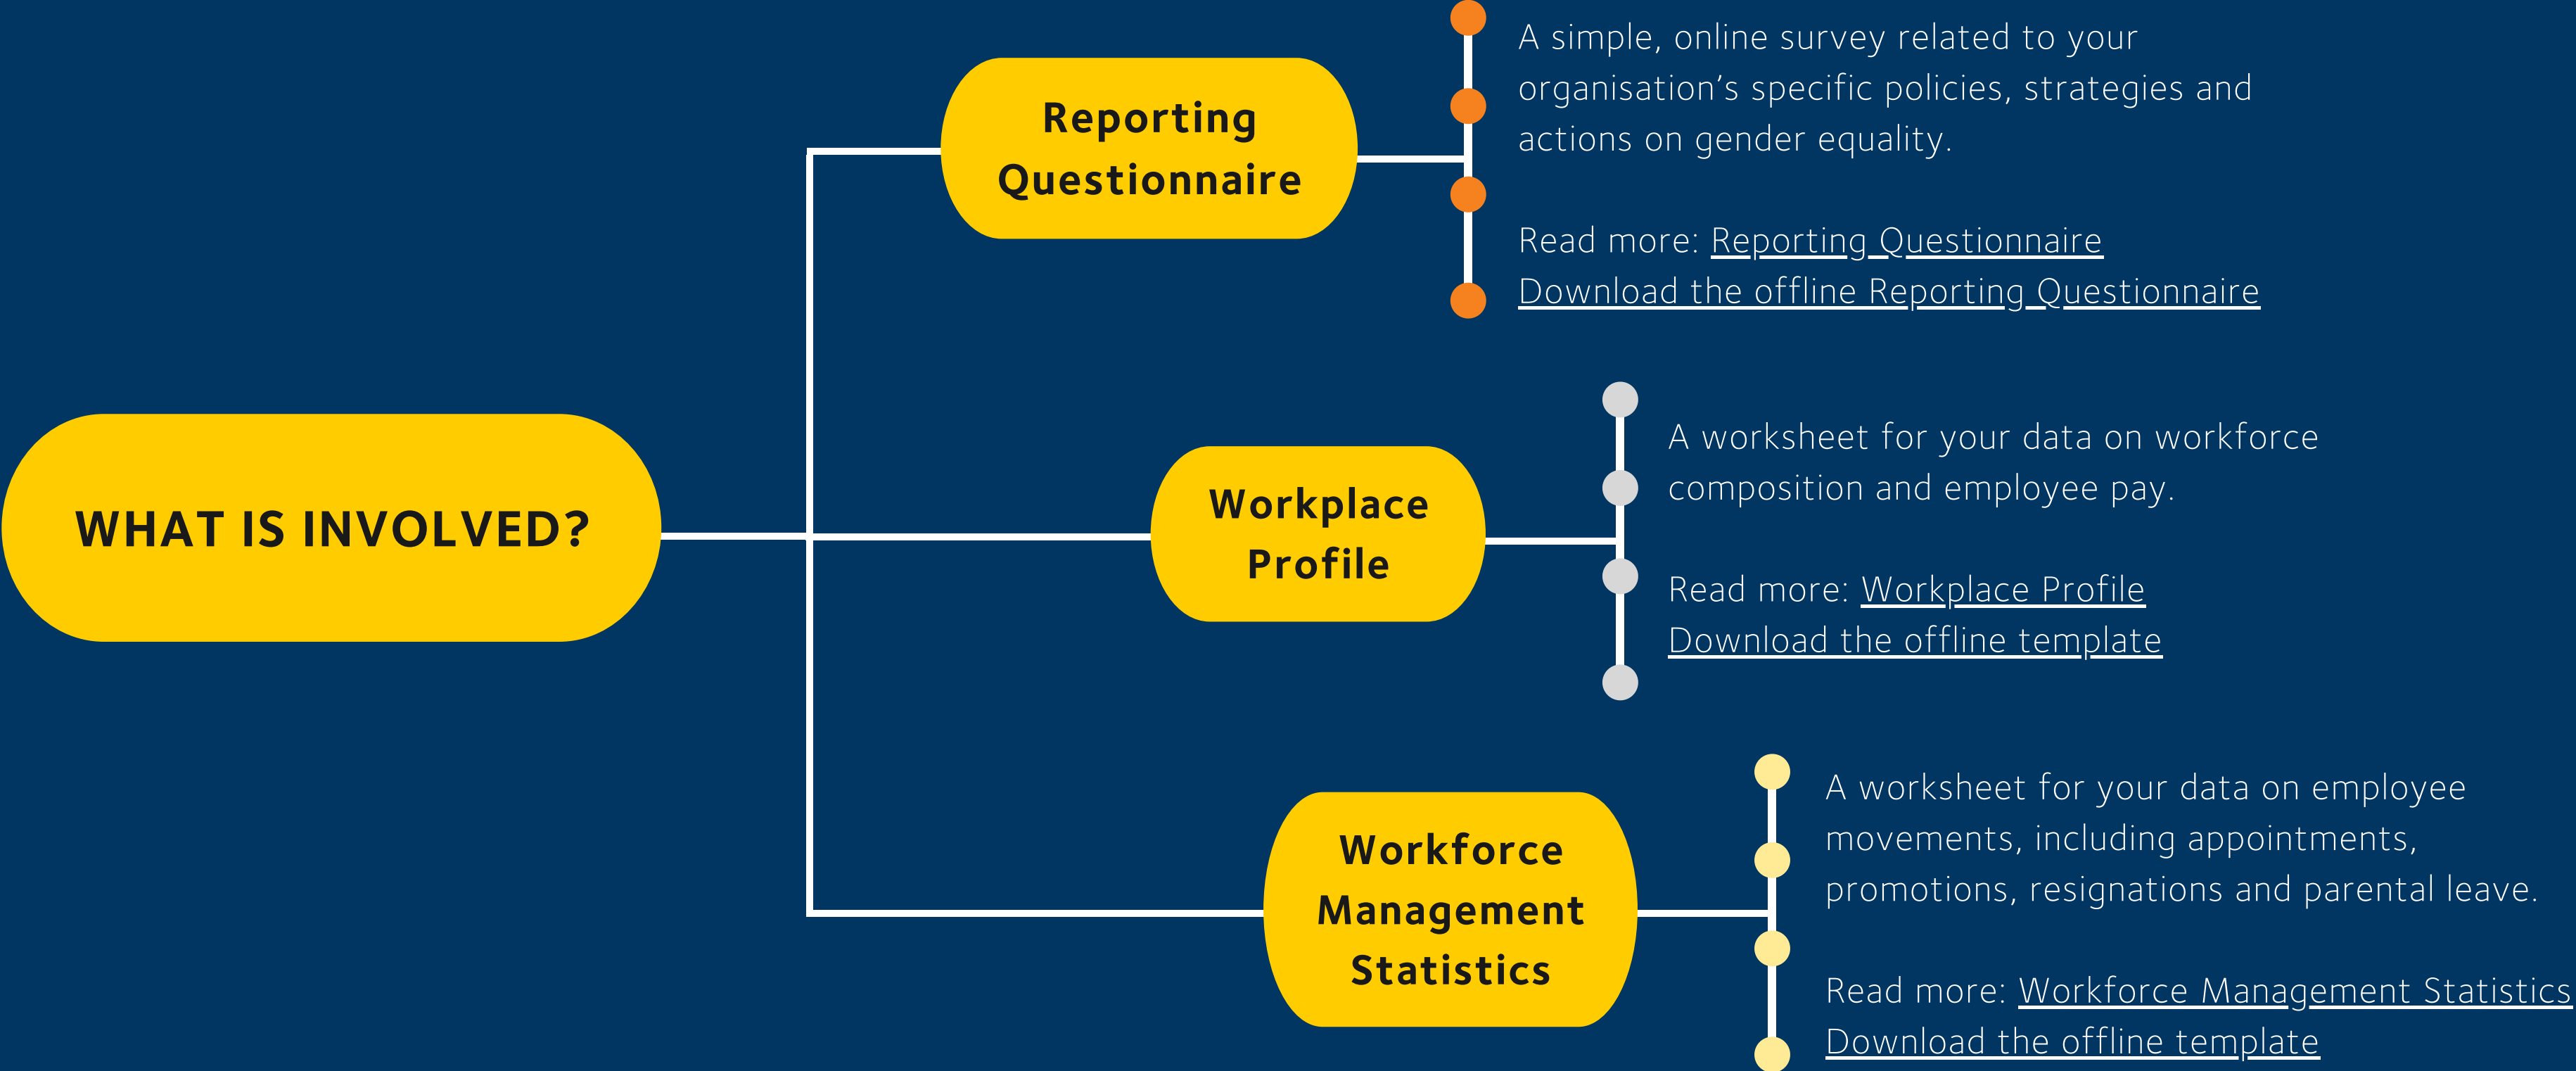 WHAT IS INVOLVED?
Reporting
Questionnaire
A simple, online survey related to your
organisation’s specific policies, strategies and
actions on gender equality.
Read more: Reporting Questionnaire
Download the offline Reporting Questionnaire
Workplace
Profile
A worksheet for your data on workforce
composition and employee pay.
Read more: Workplace Profile
Download the offline template
Workforce
Management
Statistics
A worksheet for your data on employee
movements, including appointments,
promotions, resignations and parental leave.
Read more: Workforce Management Statistics
Download the offline template